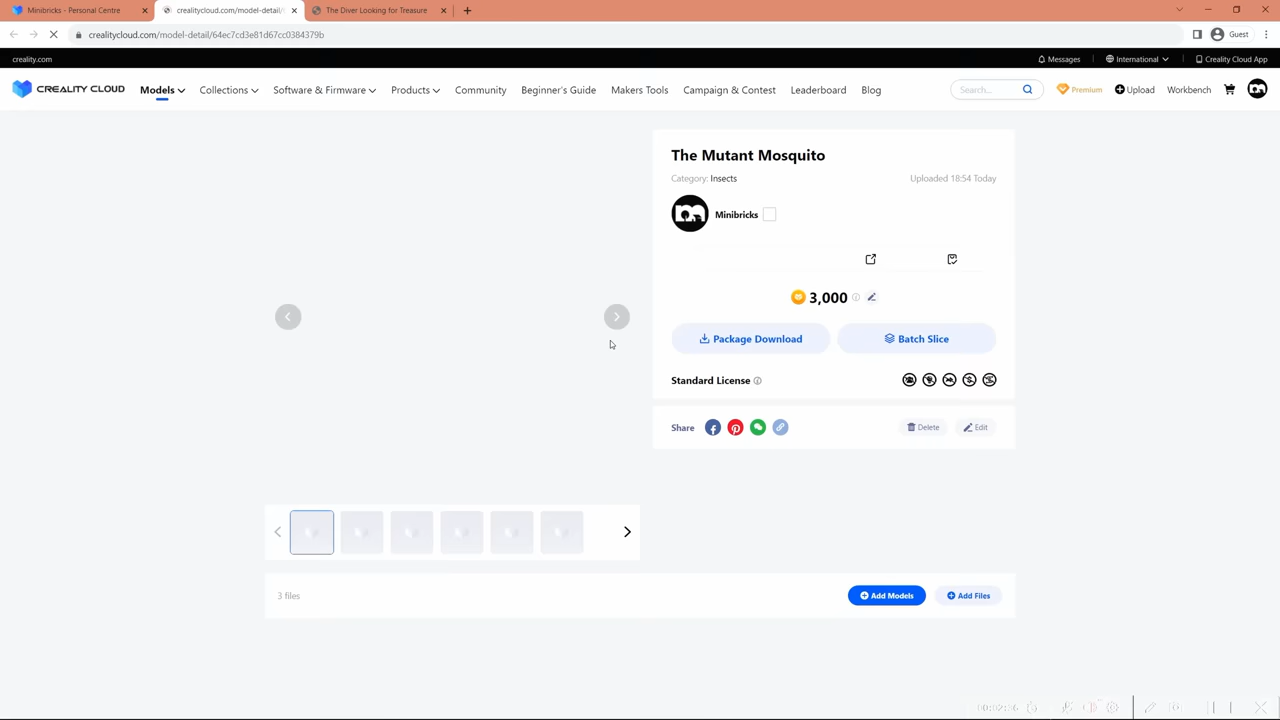 Minibricks - Personal Centre
crealitycloud.com/model-detail/
The Diver Looking for Treasure
crealitycloud.com/model-detail/64ec7cd3e81d67cc0384379b
Guest
creality.com
Messages
International
Creality Cloud App
CREALITY CLOUD
Models
Collections
Software & Firmware
Products
Community
Beginner's Guide
Makers Tools
Campaign & Contest
Leaderboard
Blog
Search...
Premium
Upload
Workbench
The Mutant Mosquito
Category: Insects
Uploaded 18:54 Today
Minibricks
3,000
Package Download
Batch Slice
Standard License
Share
Delete
Edit
3 files
Add Models
Add Files